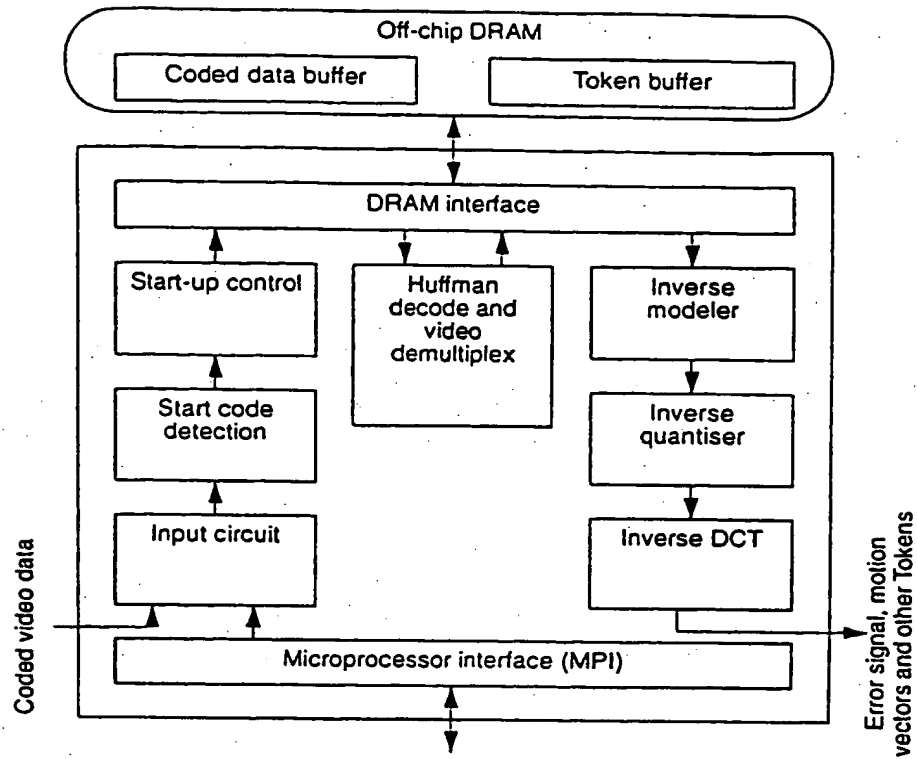 Off-chip DRAM
Coded data buffer
Token buffer
DRAM interface
Start-up control
Huffman
decode and
video
demultiplex
Inverse
modeler
Start code
detection
Inverse
quantiser
Input circuit
Inverse DCT
Coded video data
Microprocessor interface (MPI)
Error signal, motion
vectors and other Tokens